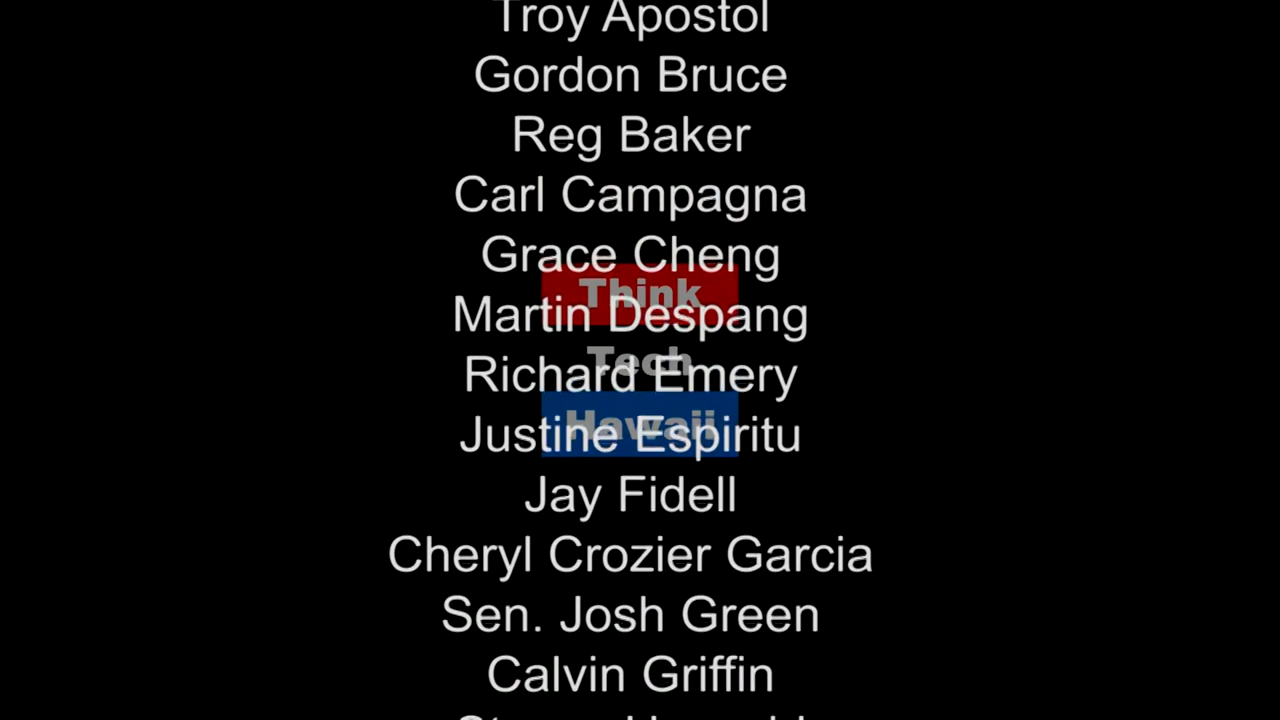 Troy Apostol
Gordon Bruce
Reg Baker
Carl Campagna
Grace Cheng
Think
Martin Despang
Tech
Richard Emery
Hawaii
Justine Espiritu
Jay Fidell
Cheryl Crozier Garcia
Sen. Josh Green
Calvin Griffin